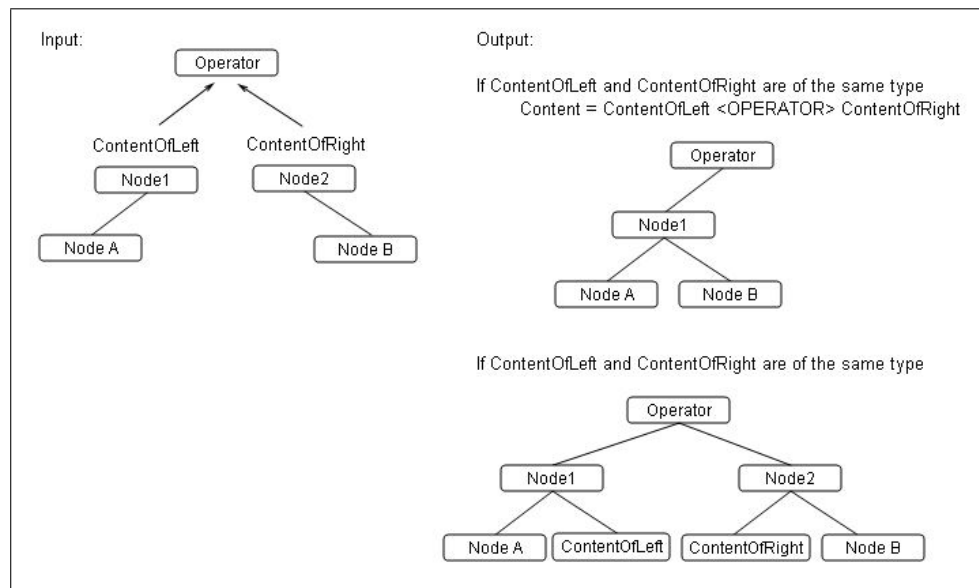 Input:
Operator
ContentOfLeft
ContentOfRight
Node1
Node2
Node A
Node B
Output:
If ContentOfLeft and ContentOfRight are of the same type
Content = ContentOfLeft <OPERATOR> ContentOfRight
Operator
Node1
Node A
Node B
If ContentOfLeft and ContentOfRight are of the same type
Operator
Node1
Node2
Node A
ContentOfLeft
ContentOfRight
Node B